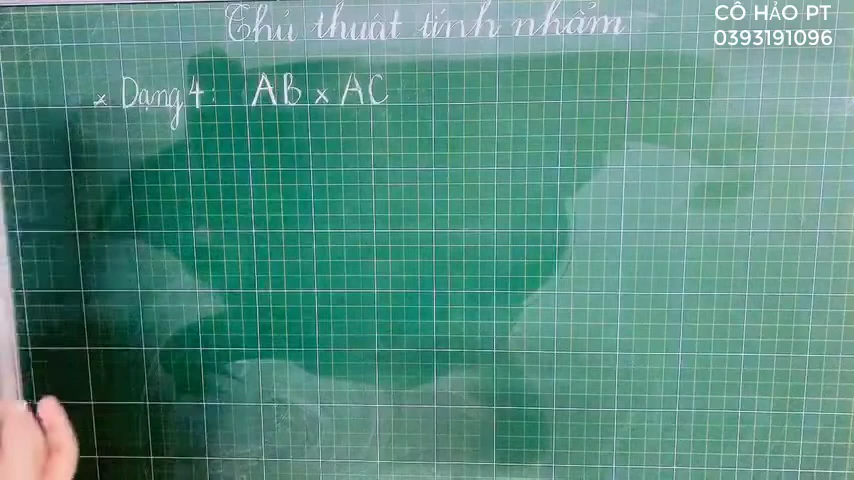 Thủ thuật tính nhẩm
CÔ HẢO PT
0393191096
x Dạng 4: AB x AC